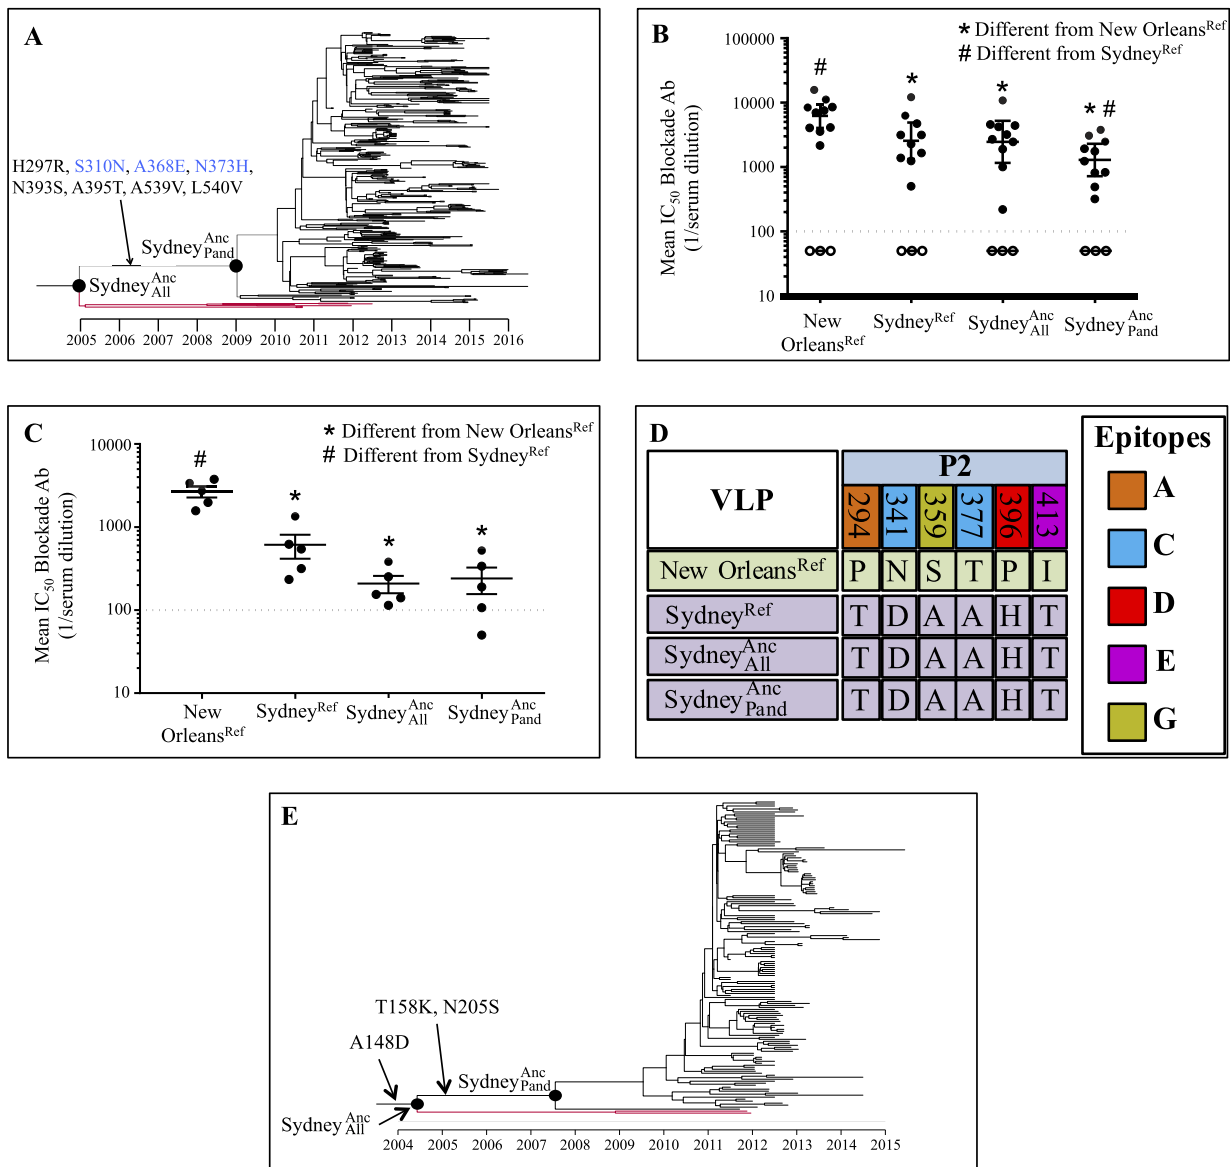 A
H297R, S310N, A368E, N373H,
N393S, A395T, A539V, L540V
Sydney Anc Pand
Sydney Anc All
2005 2006 2007 2008 2009 2010 2011 2012 2013 2014 2015 2016
B
* Different from New Orleans Ref
# Different from Sydney Ref
Mean IC50 Blockade Ab
(1/serum dilution)
100000
10000
1000
100
10
#
*
*
* #
New Orleans Ref
Sydney Ref
Sydney Anc All
Sydney Anc Pand
C
* Different from New Orleans Ref
# Different from Sydney Ref
Mean IC50 Blockade Ab
(1/serum dilution)
10000
1000
100
10
#
*
*
*
New Orleans Ref
Sydney Ref
Sydney Anc All
Sydney Anc Pand
D
VLP
P2
294 341 359 377 396 413
New Orleans Ref P N S T P I
Sydney Ref T D A A H T
Sydney Anc All T D A A H T
Sydney Anc Pand T D A A H T
Epitopes
A
C
D
E
G
E
T158K, N205S
A148D
Sydney Anc Pand
Sydney Anc All
2004 2005 2006 2007 2008 2009 2010 2011 2012 2013 2014 2015